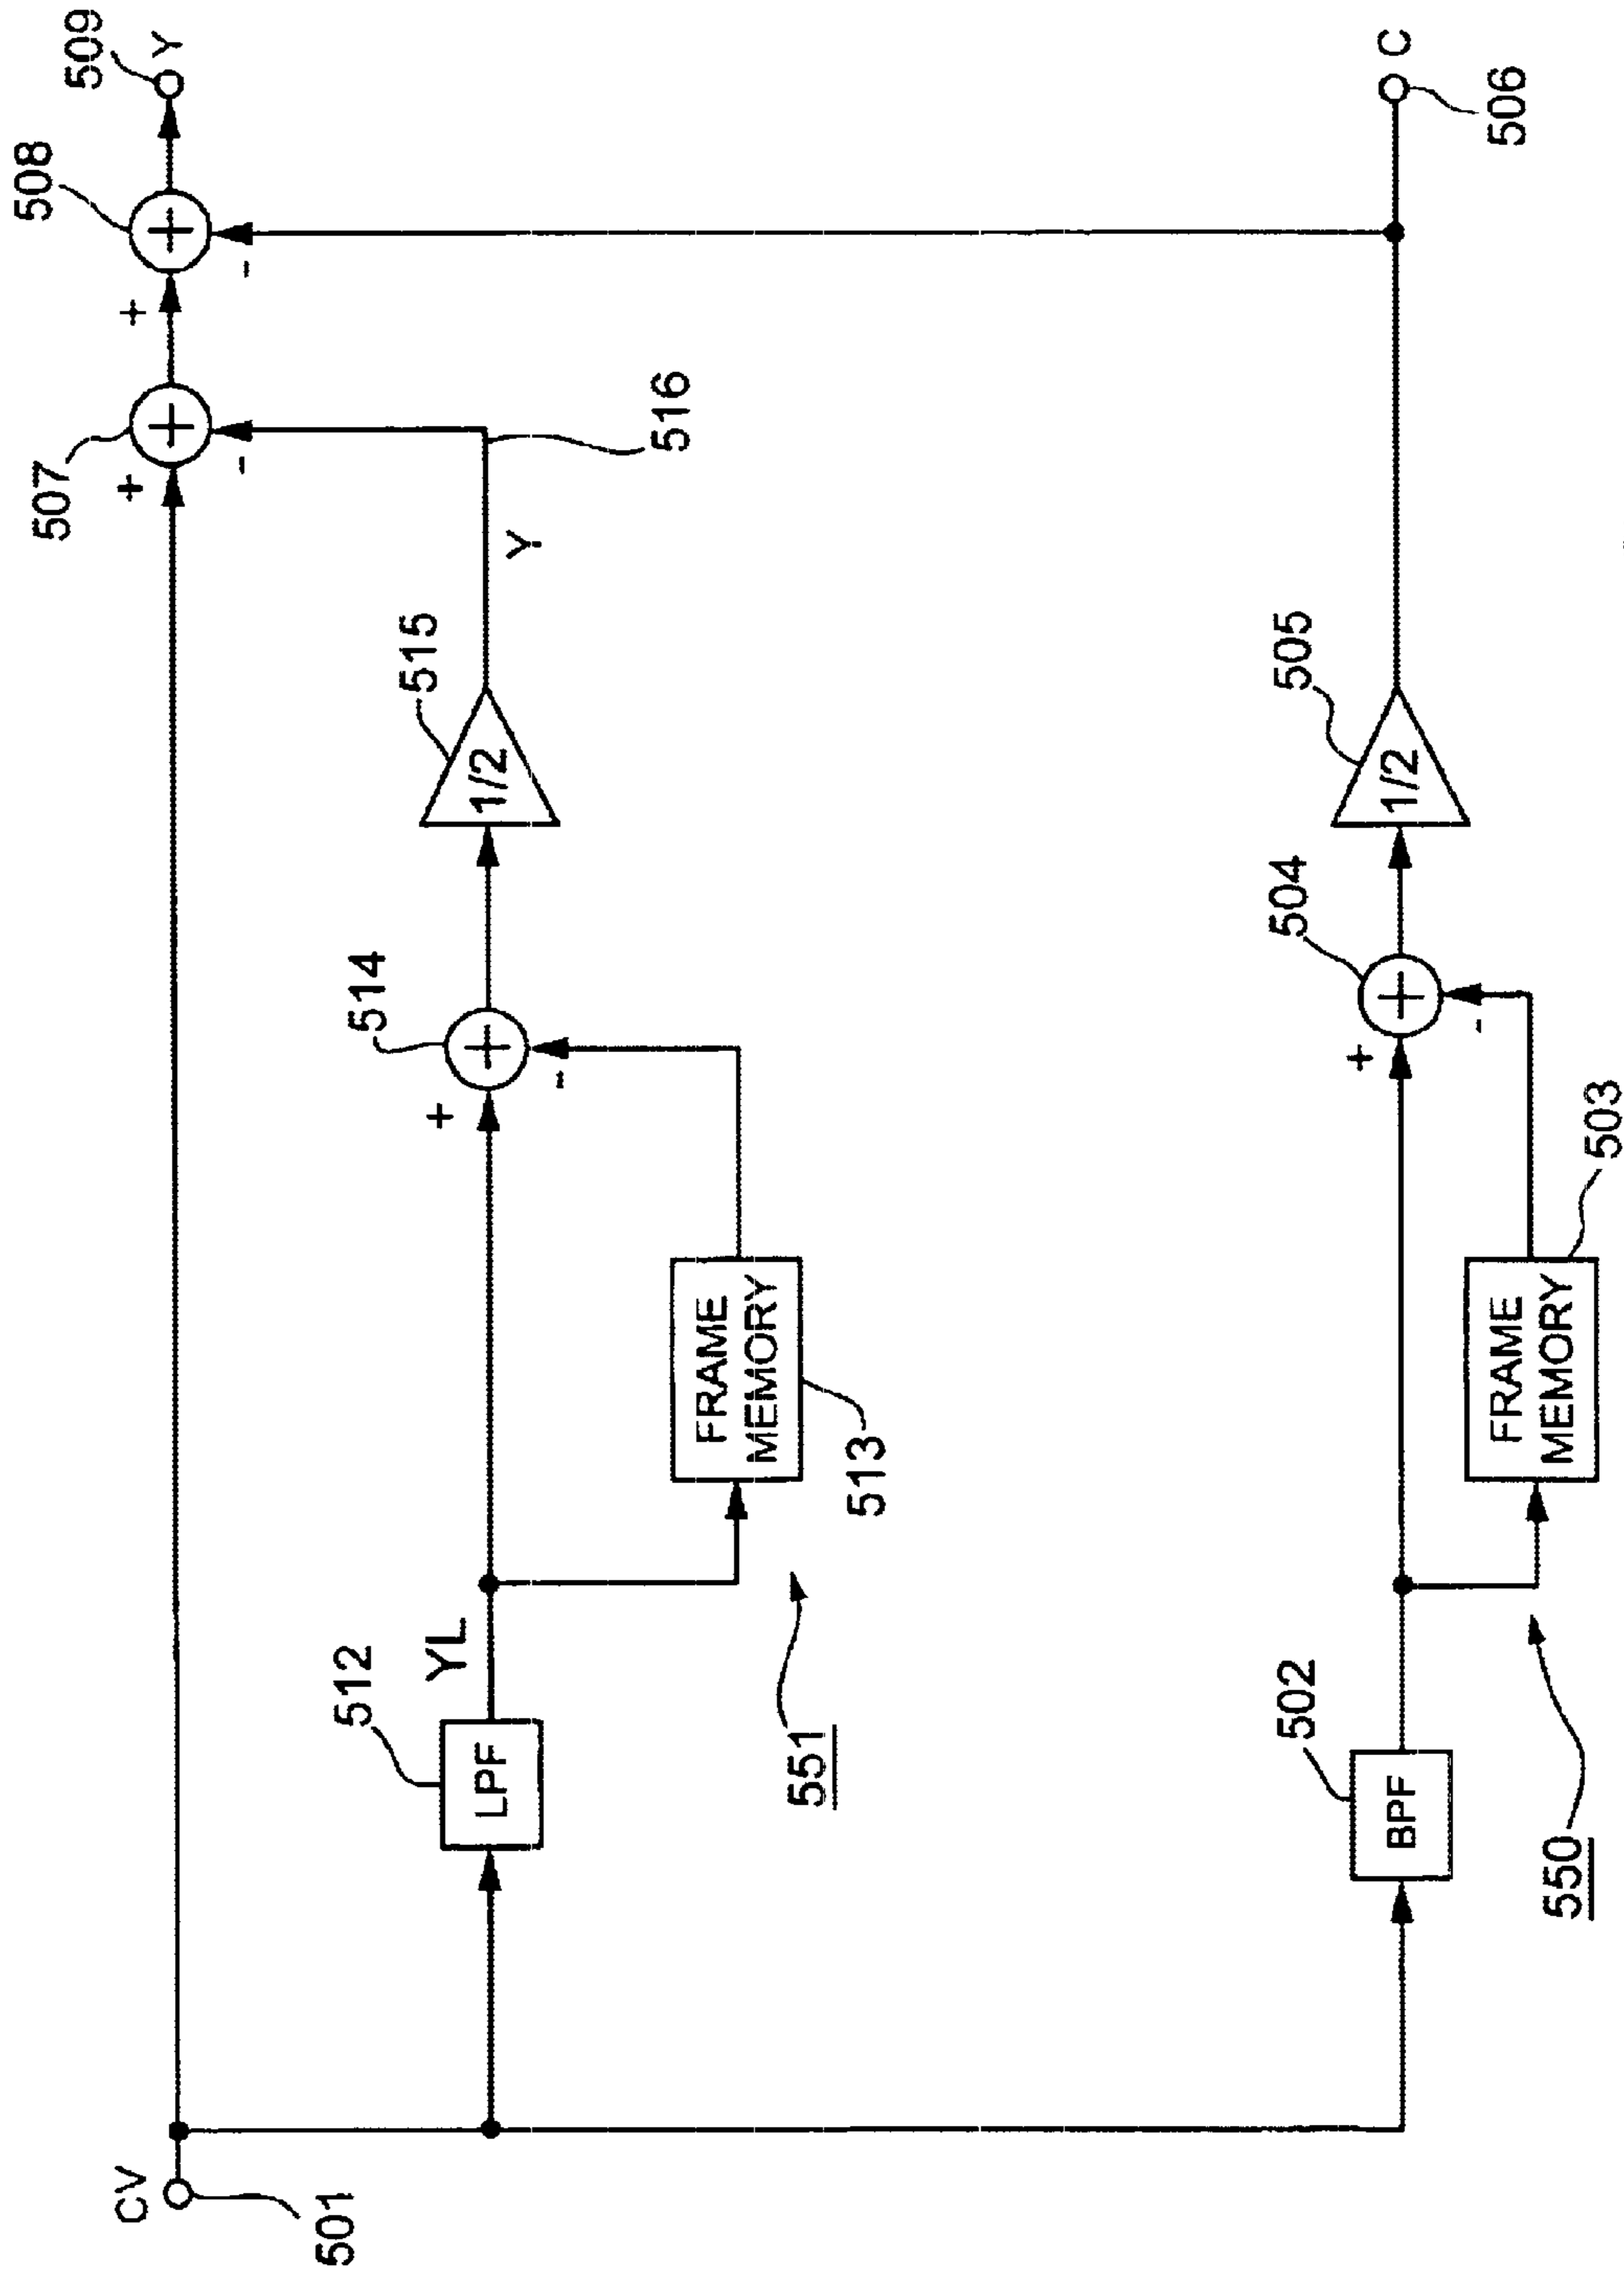 CV
501
507
+
-
508
+
-
509
Y
512
LPF
YL
514
+
-
515
1/2
Y
516
FRAME
MEMORY
513
551
502
BPF
504
+
-
505
1/2
C
506
FRAME
MEMORY
503
550